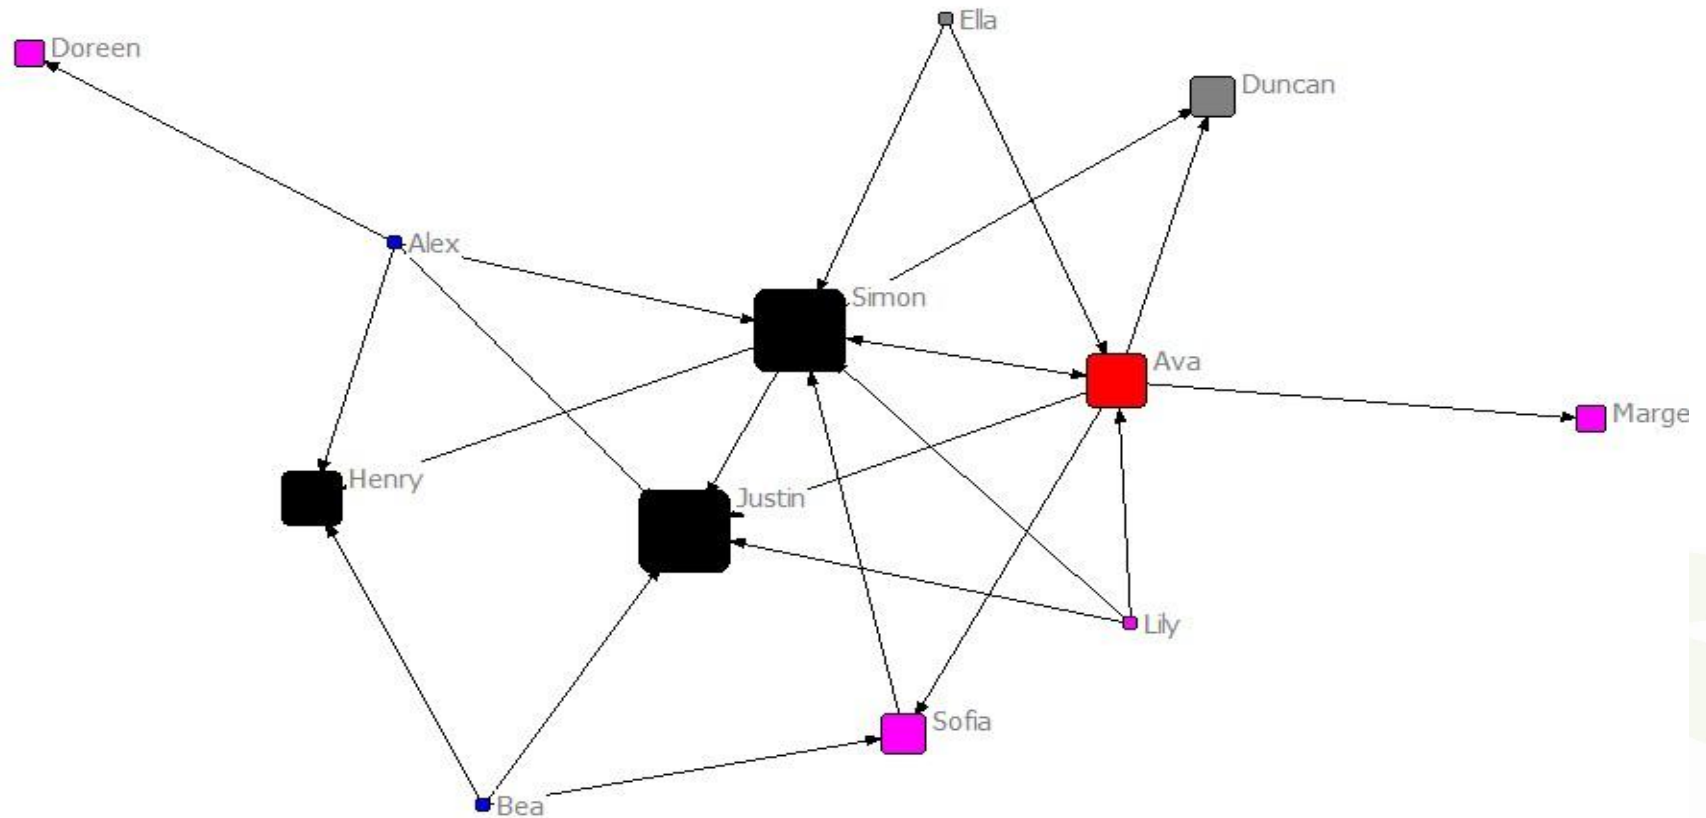 Ella
Doreen
Duncan
Alex
Simon
Ava
Marge
Henry
Justin
Lily
Sofia
Bea